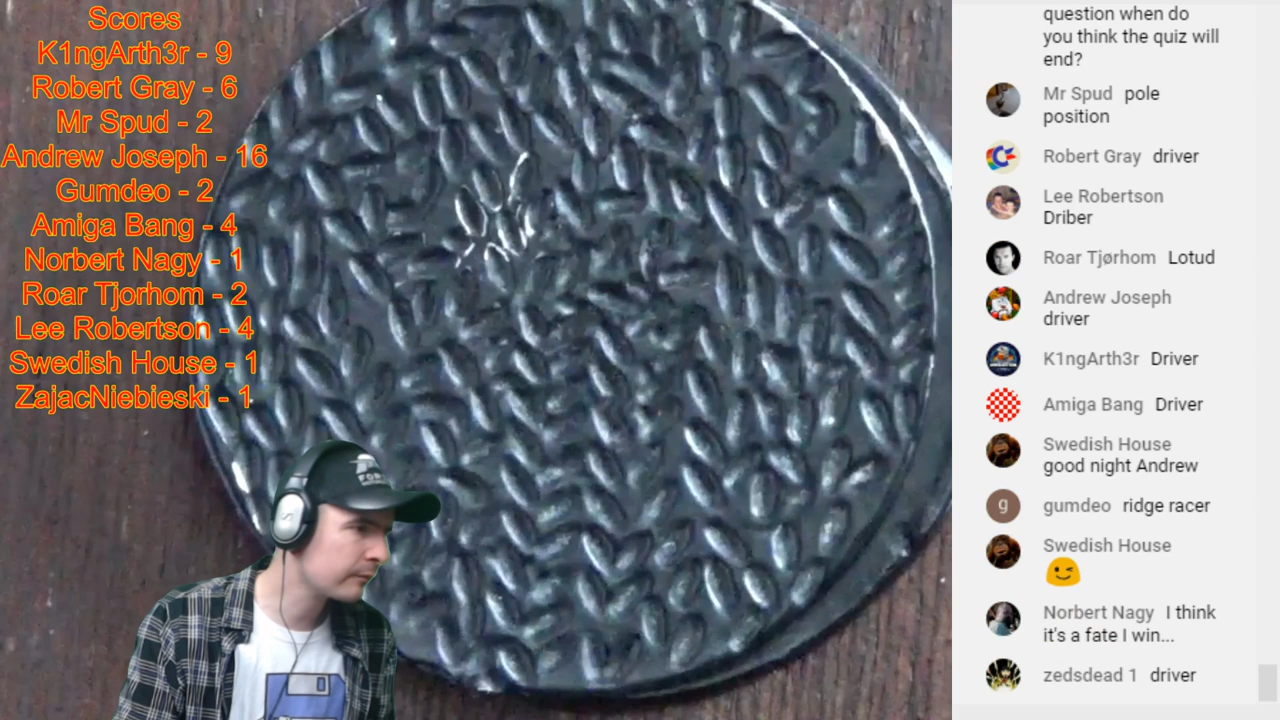 Scores
K1ngArth3r - 9
Robert Gray - 6
Mr Spud - 2
Andrew Joseph - 16
Gumdeo - 2
Amiga Bang - 4
Norbert Nagy - 1
Roar Tjorhom - 2
Lee Robertson - 4
Swedish House - 1
ZajacNiebieski - 1
question when do
you think the quiz will
end?
Mr Spud pole
position
Robert Gray driver
Lee Robertson
Driber
Roar Tjørhom Lotud
Andrew Joseph
driver
K1ngArth3r Driver
Amiga Bang Driver
Swedish House
good night Andrew
g
gumdeo ridge racer
Swedish House
Norbert Nagy I think
it's a fate I win...
zedsdead 1 driver